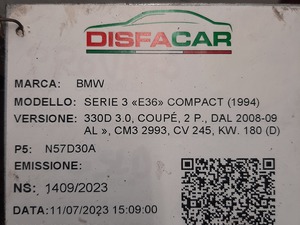 DISFACAR
MARCA: BMW
MODELLO: SERIE 3 «E36» COMPACT (1994)
VERSIONE: 330D 3.0, COUPÉ, 2 P., DAL 2008-09
AL », CM3 2993, CV 245, KW. 180 (D)
P5: N57D30A
EMISSIONE:
NS: 1409/2023
DATA: 11/07/2023 15:09:00